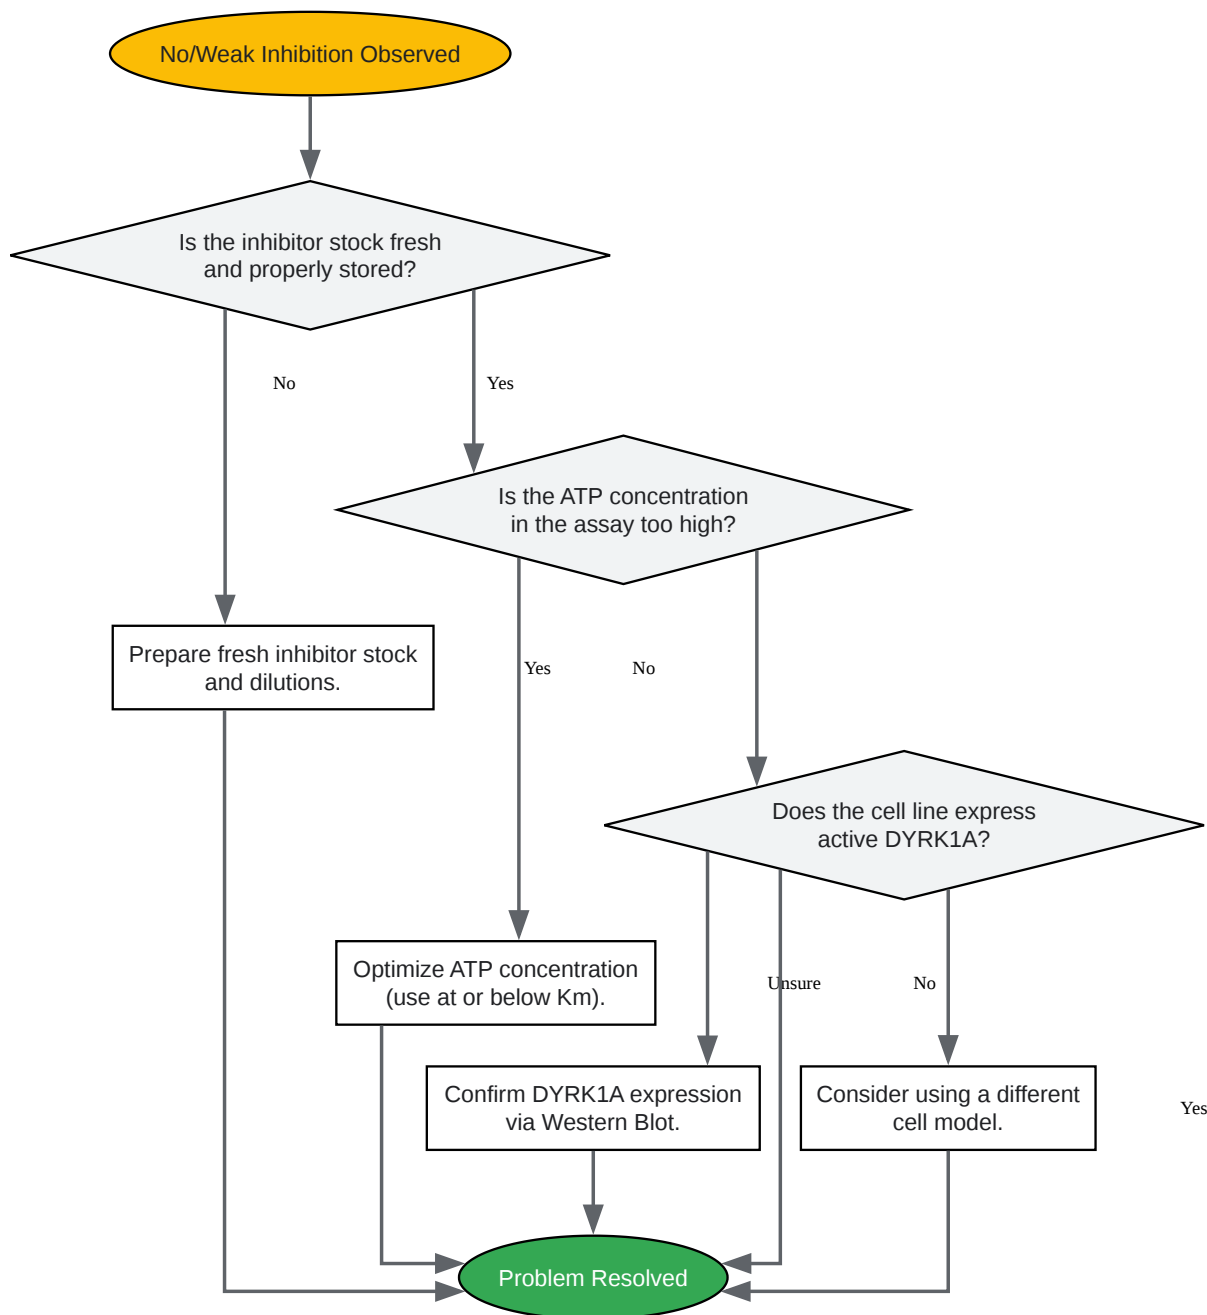 No/Weak Inhibition Observed
Is the inhibitor stock fresh
and properly stored?
No
Yes
Is the ATP concentration
in the assay too high?
Prepare fresh inhibitor stock
and dilutions.
Yes
No
Does the cell line express
active DYRK1A?
Optimize ATP concentration
(use at or below Km).
Unsure
No
Confirm DYRK1A expression
via Western Blot.
Consider using a different
cell model.
Yes
Problem Resolved